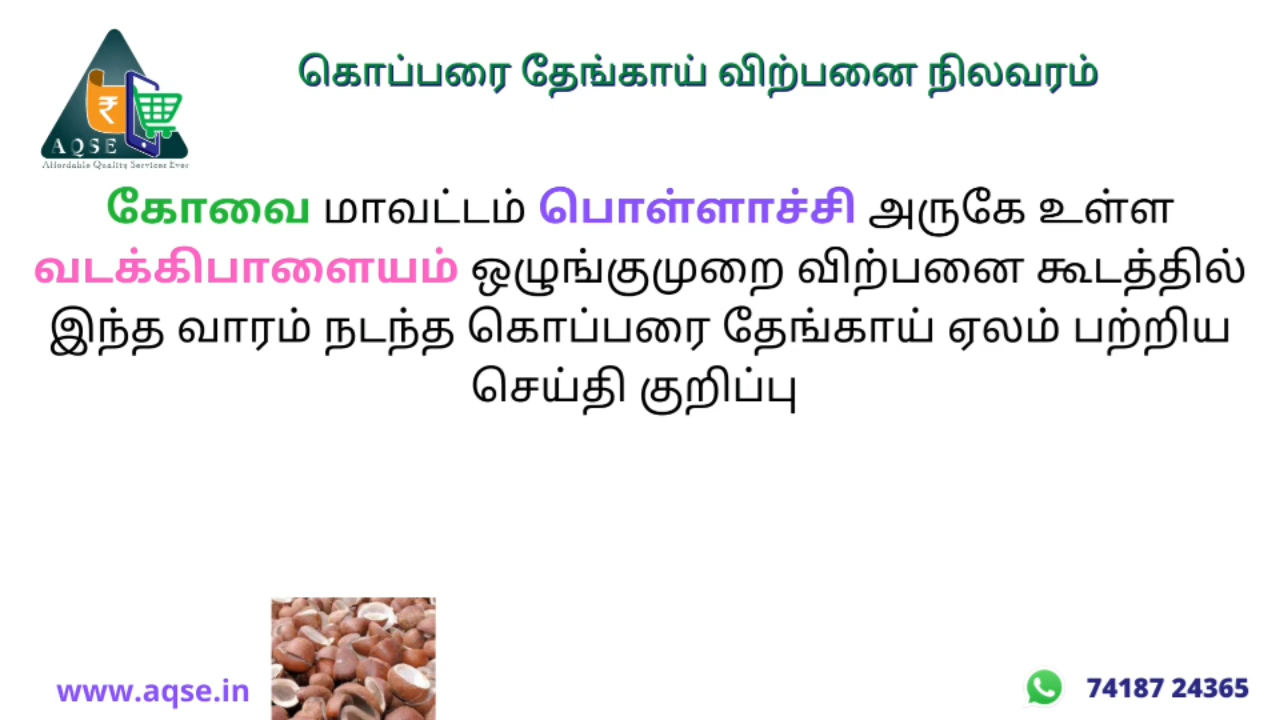 கொப்பரை தேங்காய் விற்பனை நிலவரம்
₹
AQSE
Affordable Quality Services Ever
கோவை மாவட்டம் பொள்ளாச்சி அருகே உள்ள
வடக்கிபாளையம் ஒழுங்குமுறை விற்பனை கூடத்தில்
இந்த வாரம் நடந்த கொப்பரை தேங்காய் ஏலம் பற்றிய
செய்தி குறிப்பு
www.aqse.in
74187 24365